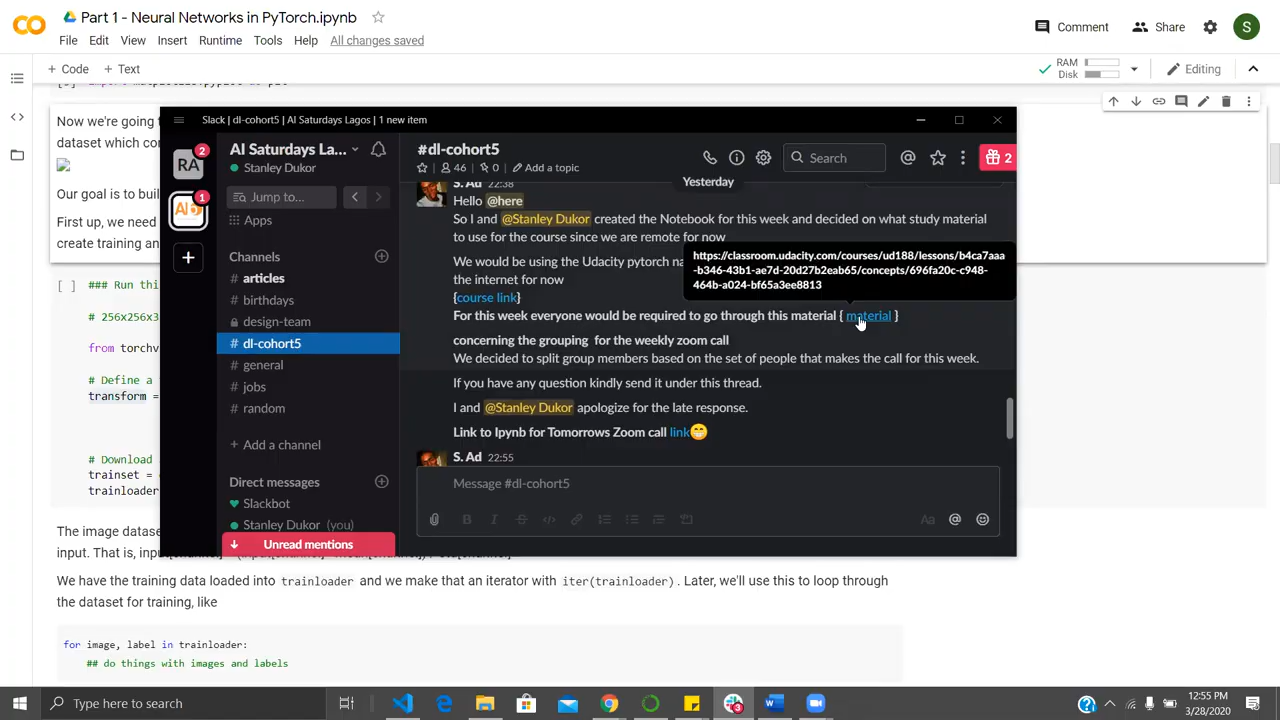 Part 1 - Neural Networks in PyTorch.ipynb
File Edit View Insert Runtime Tools Help All changes saved
Comment Share S
+ Code + Text
RAM
Disk
Editing
Now we're going t
dataset which con
Our goal is to buil
First up, we need
create training an
[ ] ### Run thi
# 256x256x3
from torchv
# Define a
transform =
# Download
trainset =
trainloader
The image datase
We have the training data loaded into trainloader and we make that an iterator with iter(trainloader). Later, we'll use this to loop through
the dataset for training, like
for image, label in trainloader:
## do things with images and labels
Slack | dl-cohort5 | AI Saturdays Lagos | 1 new item
RA 2
1
AI Saturdays La...
Stanley Dukor
Jump to...
Apps
Channels
articles
# birthdays
design-team
# dl-cohort5
# general
# jobs
# random
+ Add a channel
Direct messages
Slackbot
Stanley Dukor (you)
Unread mentions
#dl-cohort5
46 0 Add a topic
Search
2
Yesterday
S. Ad 22:38
Hello @here
So I and @Stanley Dukor created the Notebook for this week and decided on what study material
to use for the course since we are remote for now
We would be using the Udacity pytorch na
the internet for now
{course link}
https://classroom.udacity.com/courses/ud188/lessons/b4ca7aaa
-b346-43b1-ae7d-20d27b2eab65/concepts/696fa20c-c948-
464b-a024-bf65a3ee8813
For this week everyone would be required to go through this material { material }
concerning the grouping for the weekly zoom call
We decided to split group members based on the set of people that makes the call for this week.
If you have any question kindly send it under this thread.
I and @Stanley Dukor apologize for the late response.
Link to Ipynb for Tomorrows Zoom call link
S. Ad 22:55
Message #dl-cohort5
Type here to search
12:55 PM
3/28/2020